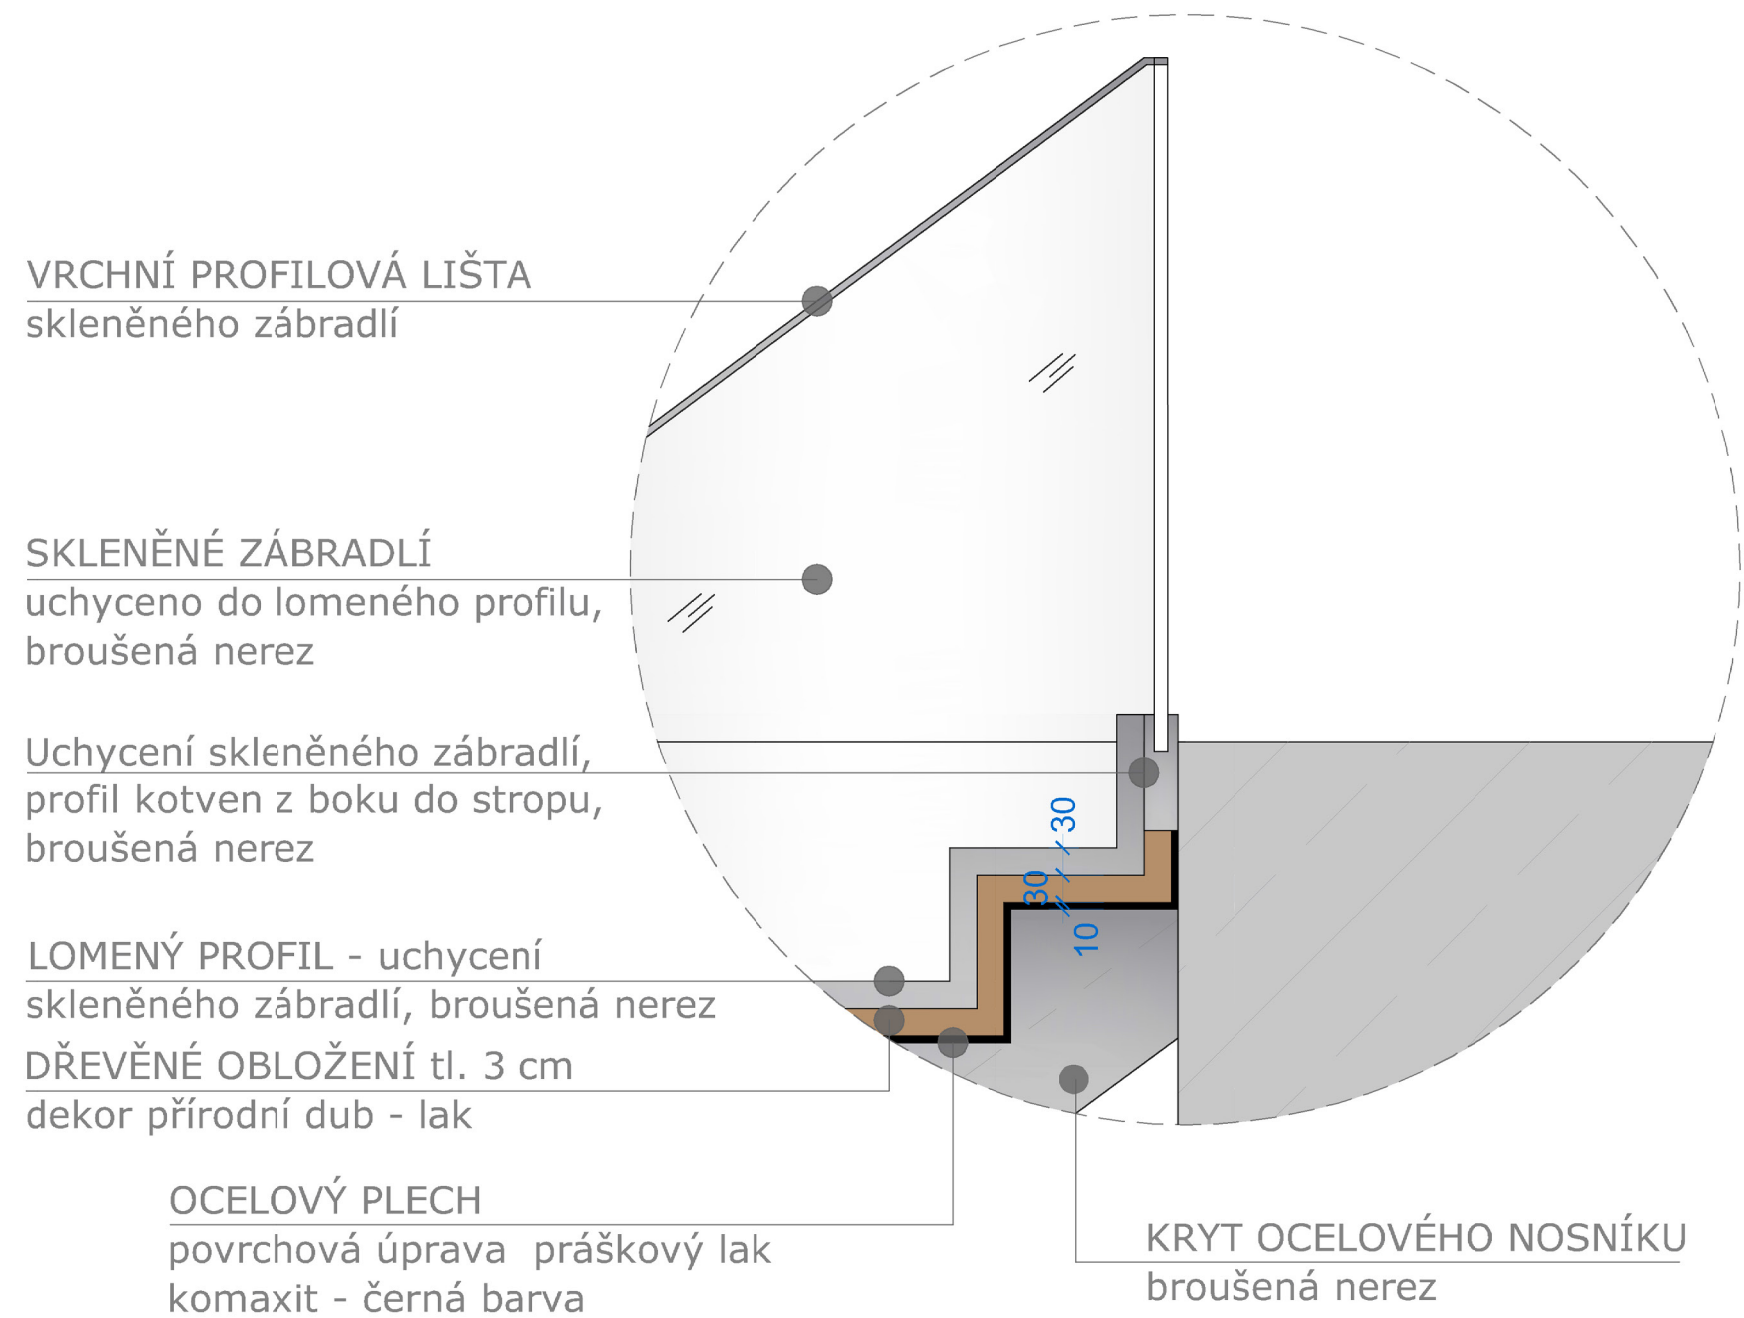 VRCHNÍ PROFILOVÁ LIŠTA
skleněného zábradlí
SKLENĚNÉ ZÁBRADLÍ
uchyceno do lomeného profilu,
broušená nerez
Uchycení skleněného zábradlí,
profil kotven z boku do stropu,
broušená nerez
30
30
10
LOMENÝ PROFIL - uchycení
skleněného zábradlí, broušená nerez
DŘEVĚNÉ OBLOŽENÍ tl. 3 cm
dekor přírodní dub - lak
OCELOVÝ PLECH
povrchová úprava  práškový lak
komaxit - černá barva
KRYT OCELOVÉHO NOSNÍKU
broušená nerez